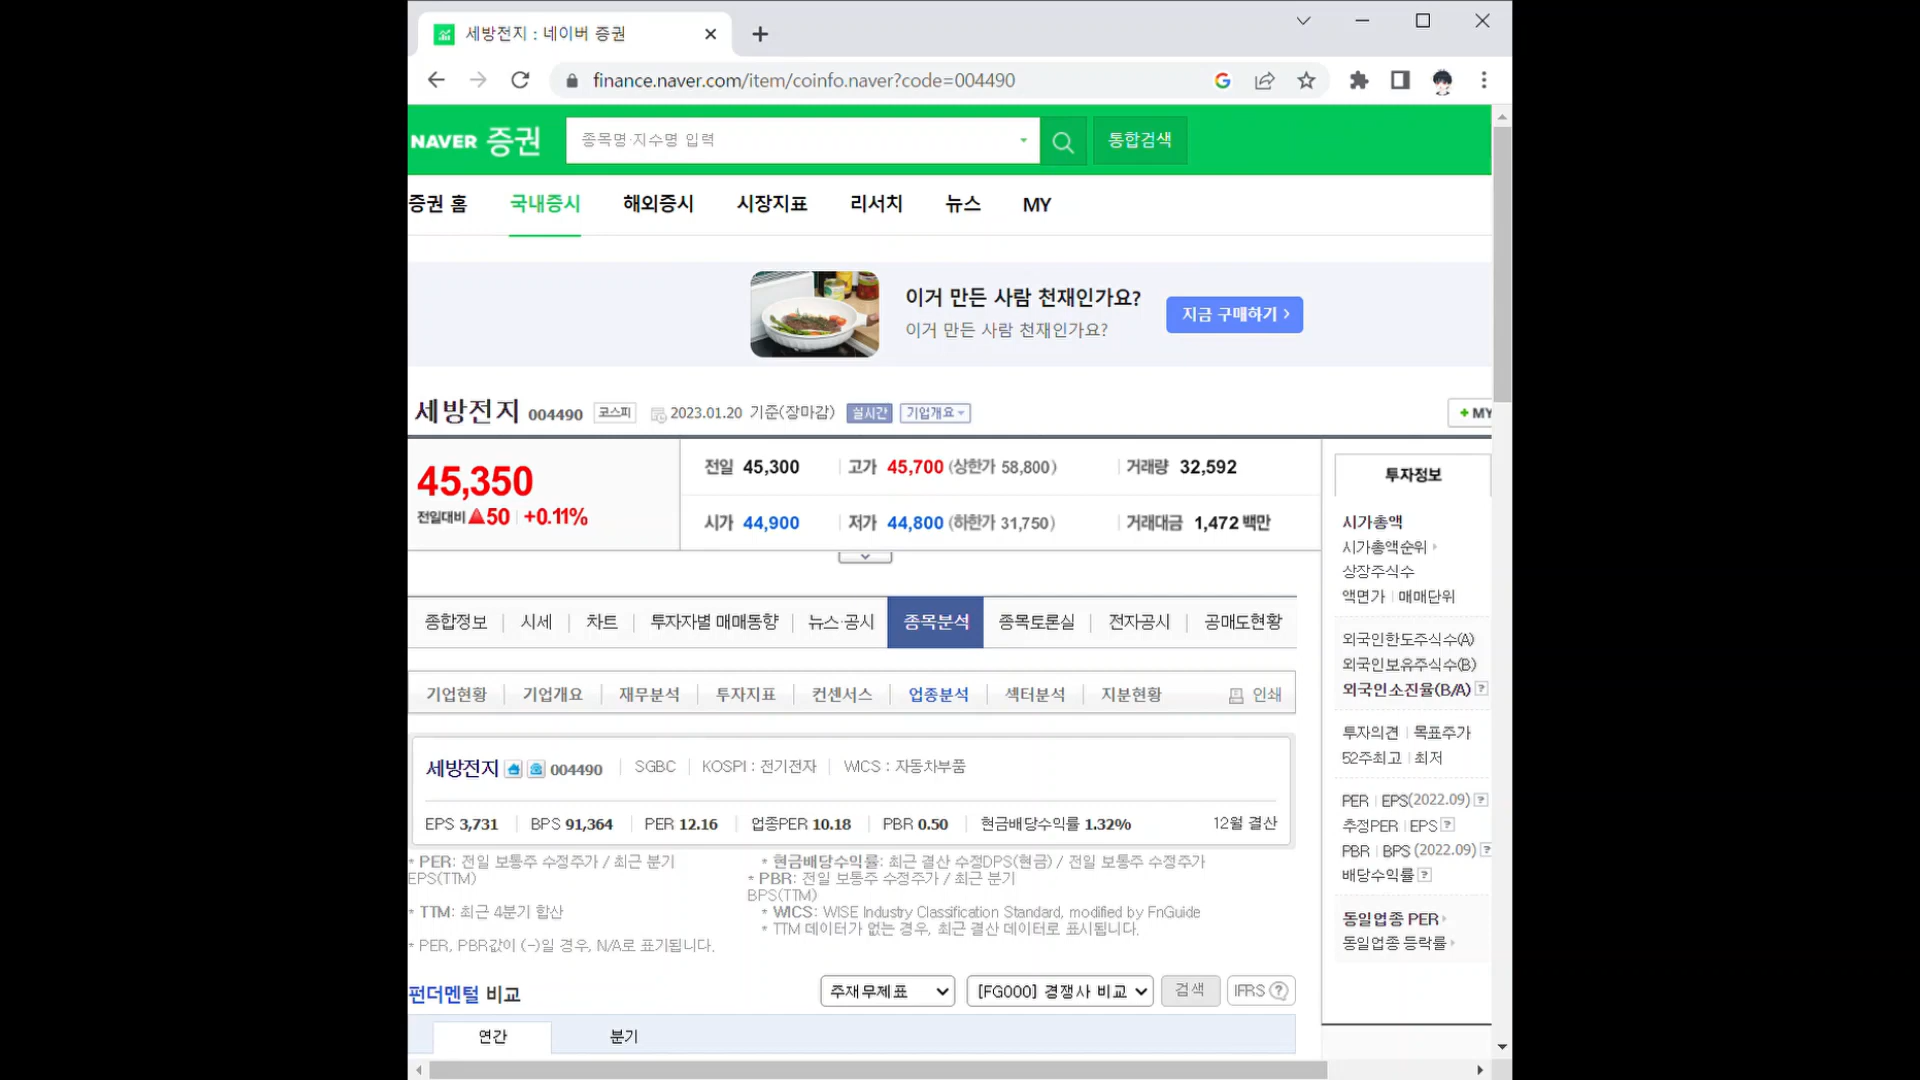 세방전지 : 네이버 증권
finance.naver.com/item/coinfo.naver?code=004490
NAVER 증권
종목명·지수명 입력
통합검색
증권 홈 국내증시 해외증시 시장지표 리서치 뉴스 MY
이거 만든 사람 천재인가요?
이거 만든 사람 천재인가요?
지금 구매하기 >
세방전지 004490 코스피 2023.01.20 기준(장마감) 실시간 기업개요
+ MY
45,350
전일대비 ▲50 +0.11%
전일 45,300 고가 45,700 (상한가 58,800) 거래량 32,592
시가 44,900 저가 44,800 (하한가 31,750) 거래대금 1,472 백만
종합정보 시세 차트 투자자별 매매동향 뉴스·공시 종목분석 종목토론실 전자공시 공매도현황
기업현황 기업개요 재무분석 투자지표 컨센서스 업종분석 섹터분석 지분현황 인쇄
세방전지 004490 SGBC KOSPI : 전기전자 WICS : 자동차부품
EPS 3,731 BPS 91,364 PER 12.16 업종PER 10.18 PBR 0.50 현금배당수익률 1.32% 12월 결산
* PER: 전일 보통주 수정주가 / 최근 분기
EPS(TTM)
* TTM: 최근 4분기 합산
* PER, PBR값이 (-)일 경우, N/A로 표기됩니다.
* 현금배당수익률: 최근 결산 수정DPS(현금) / 전일 보통주 수정주가
* PBR: 전일 보통주 수정주가 / 최근 분기
BPS(TTM)
* WICS: WISE Industry Classification Standard, modified by FnGuide
* TTM 데이터가 없는 경우, 최근 결산 데이터로 표시됩니다.
펀더멘털 비교 주재무제표 [FG000] 경쟁사 비교 검색 IFRS ?
연간 분기
투자정보
시가총액
시가총액순위
상장주식수
액면가 | 매매단위
외국인한도주식수(A)
외국인보유주식수(B)
외국인소진율(B/A) ?
투자의견 | 목표주가
52주최고 | 최저
PER | EPS(2022.09) ?
추정PER | EPS ?
PBR | BPS (2022.09) ?
배당수익률 ?
동일업종 PER
동일업종 등락률